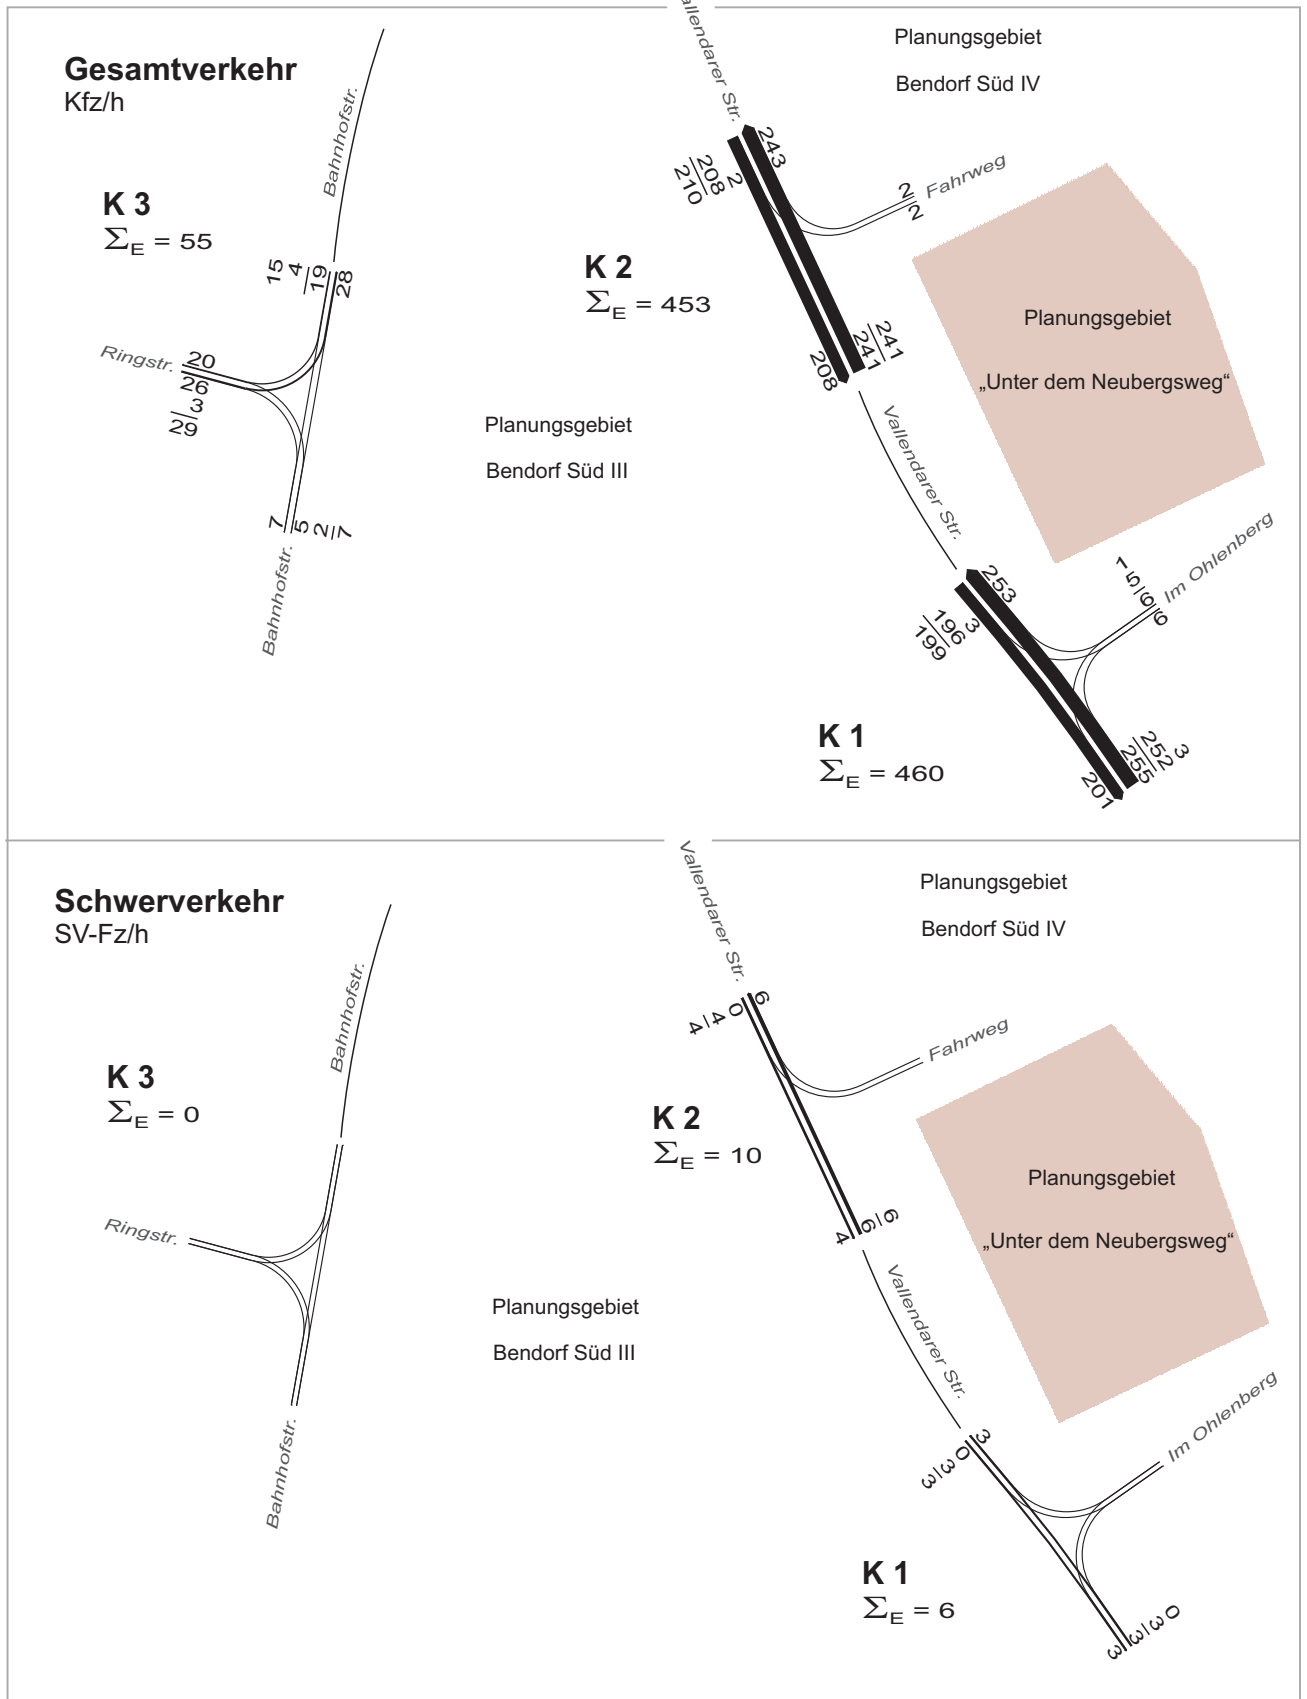 Gesamtverkehr
Kfz/h
Bahnhofstr.
K 3
Σ_E = 55
15
4
19
28
Ringstr.
20
26
3
29
7
5
2
7
Bahnhofstr.
Planungsgebiet
Bendorf Süd III
Vallendarer Str.
Planungsgebiet
Bendorf Süd IV
243
2
208
210
2
2
Fahrweg
K 2
Σ_E = 453
208
241
241
Planungsgebiet
„Unter dem Neubergsweg“
Vallendarer Str.
253
3
196
199
1
5
6
6
Im Ohlenberg
K 1
Σ_E = 460
201
255
252
3
Schwerverkehr
SV-Fz/h
Bahnhofstr.
K 3
Σ_E = 0
Ringstr.
Bahnhofstr.
Planungsgebiet
Bendorf Süd III
Vallendarer Str.
Planungsgebiet
Bendorf Süd IV
6
0
4
4
Fahrweg
K 2
Σ_E = 10
4
6
6
Planungsgebiet
„Unter dem Neubergsweg“
Vallendarer Str.
3
0
3
3
Im Ohlenberg
K 1
Σ_E = 6
3
3
3
0